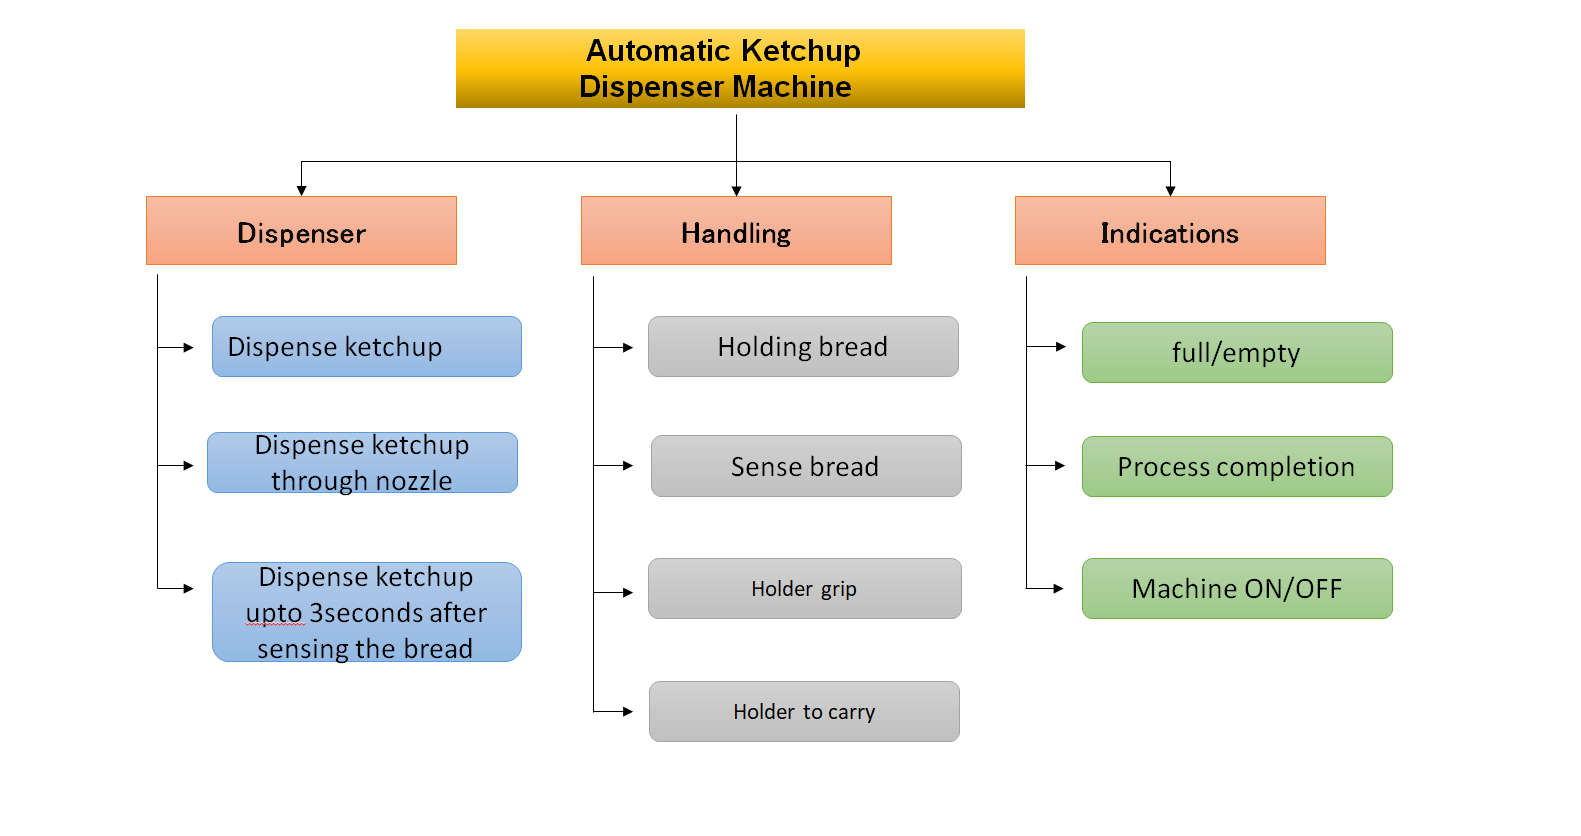 Automatic Ketchup
Dispenser Machine
Dispenser
Handling
Indications
Dispense ketchup
Dispense ketchup
through nozzle
Dispense ketchup
upto 3seconds after
sensing the bread
Holding bread
Sense bread
Holder grip
Holder to carry
full/empty
Process completion
Machine ON/OFF